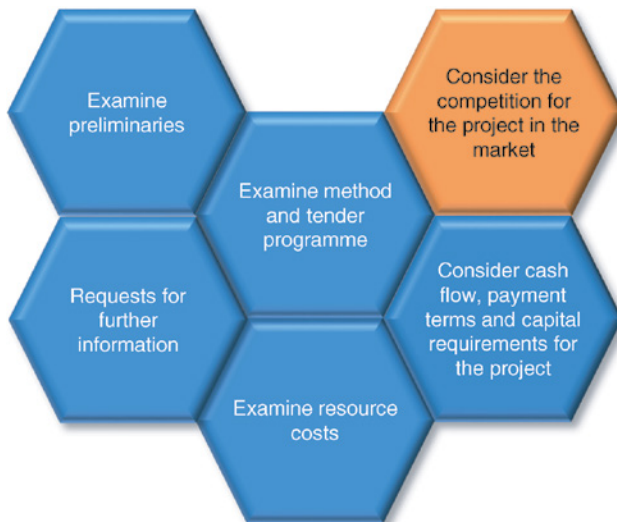 Examine
preliminaries
Consider the
competition for
the project in the
market
Examine method
and tender
programme
Requests for
further
information
Consider cash
flow, payment
terms and capital
requirements for
the project
Examine resource
costs